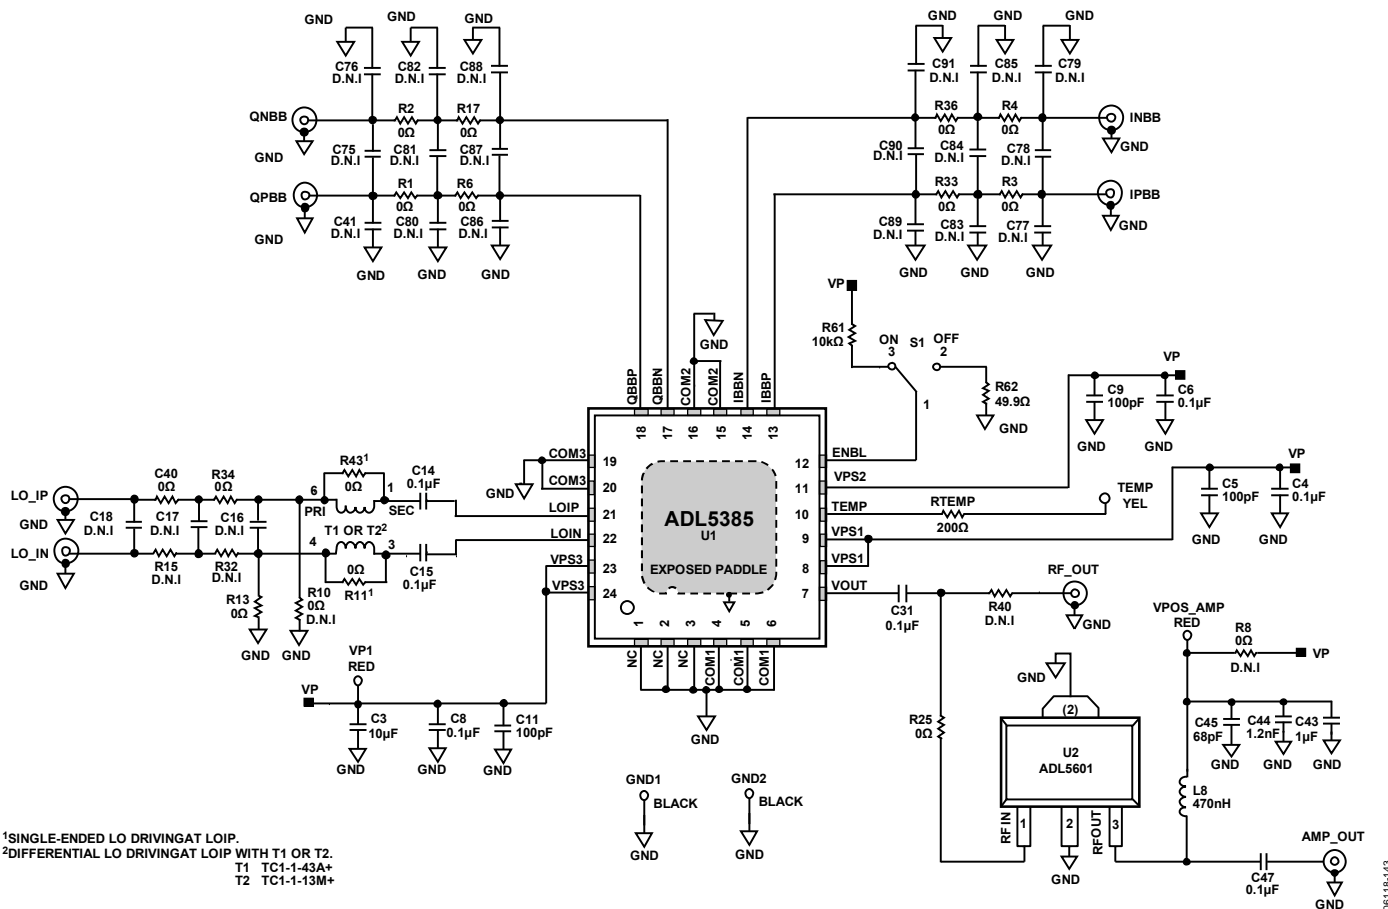 GND GND GND
C76 D.N.I
C82 D.N.I
C88 D.N.I
QNBB
R2 0Ω
R17 0Ω
GND
C75 D.N.I
C81 D.N.I
C87 D.N.I
QPBB
R1 0Ω
R6 0Ω
GND
C41 D.N.I
C80 D.N.I
C86 D.N.I
GND GND GND
GND GND GND
C91 D.N.I
C85 D.N.I
C79 D.N.I
R36 0Ω
R4 0Ω
INBB
GND
C90 D.N.I
C84 D.N.I
C78 D.N.I
R33 0Ω
R3 0Ω
IPBB
GND
C89 D.N.I
C83 D.N.I
C77 D.N.I
GND GND GND
VP
R61 10kΩ
ON 3
S1
OFF 2
1
R62 49.9Ω
GND
GND
QBBP QBBN COM2 COM2 IBBN IBBP
18 17 16 15 14 13
VP
C9 100pF
C6 0.1µF
GND GND
COM3 19
GND
COM3 20
LOIP 21
LOIN 22
VPS3 23
VPS3 24
ADL5385
U1
EXPOSED PADDLE
12 ENBL
11 VPS2
10 TEMP
9 VPS1
8 VPS1
7 VOUT
RTEMP 200Ω
TEMP YEL
VP
C5 100pF
C4 0.1µF
GND GND
1 2 3 4 5 6
NC NC NC COM1 COM1 COM1
GND
LO_IP
GND
LO_IN
GND
C40 0Ω
R34 0Ω
C18 D.N.I
C17 D.N.I
C16 D.N.I
R15 D.N.I
R32 D.N.I
R13 0Ω
GND
R10 0Ω D.N.I
GND
R43¹ 0Ω
6 PRI
1 SEC
T1 OR T2²
4 3
0Ω
R11¹
C14 0.1µF
C15 0.1µF
VP1 RED
VP
C3 10µF
C8 0.1µF
C11 100pF
GND GND GND
C31 0.1µF
R40 D.N.I
RF_OUT
GND
R25 0Ω
GND
(2)
U2
ADL5601
RF IN 1
2
RFOUT 3
GND
VPOS_AMP RED
R8 0Ω D.N.I
VP
C45 68pF
C44 1.2nF
C43 1µF
GND GND GND
L8 470nH
C47 0.1µF
AMP_OUT
GND
GND1 BLACK
GND
GND2 BLACK
GND
¹SINGLE-ENDED LO DRIVINGAT LOIP.
²DIFFERENTIAL LO DRIVINGAT LOIP WITH T1 OR T2.
T1 TC1-1-43A+
T2 TC1-1-13M+
06118-143